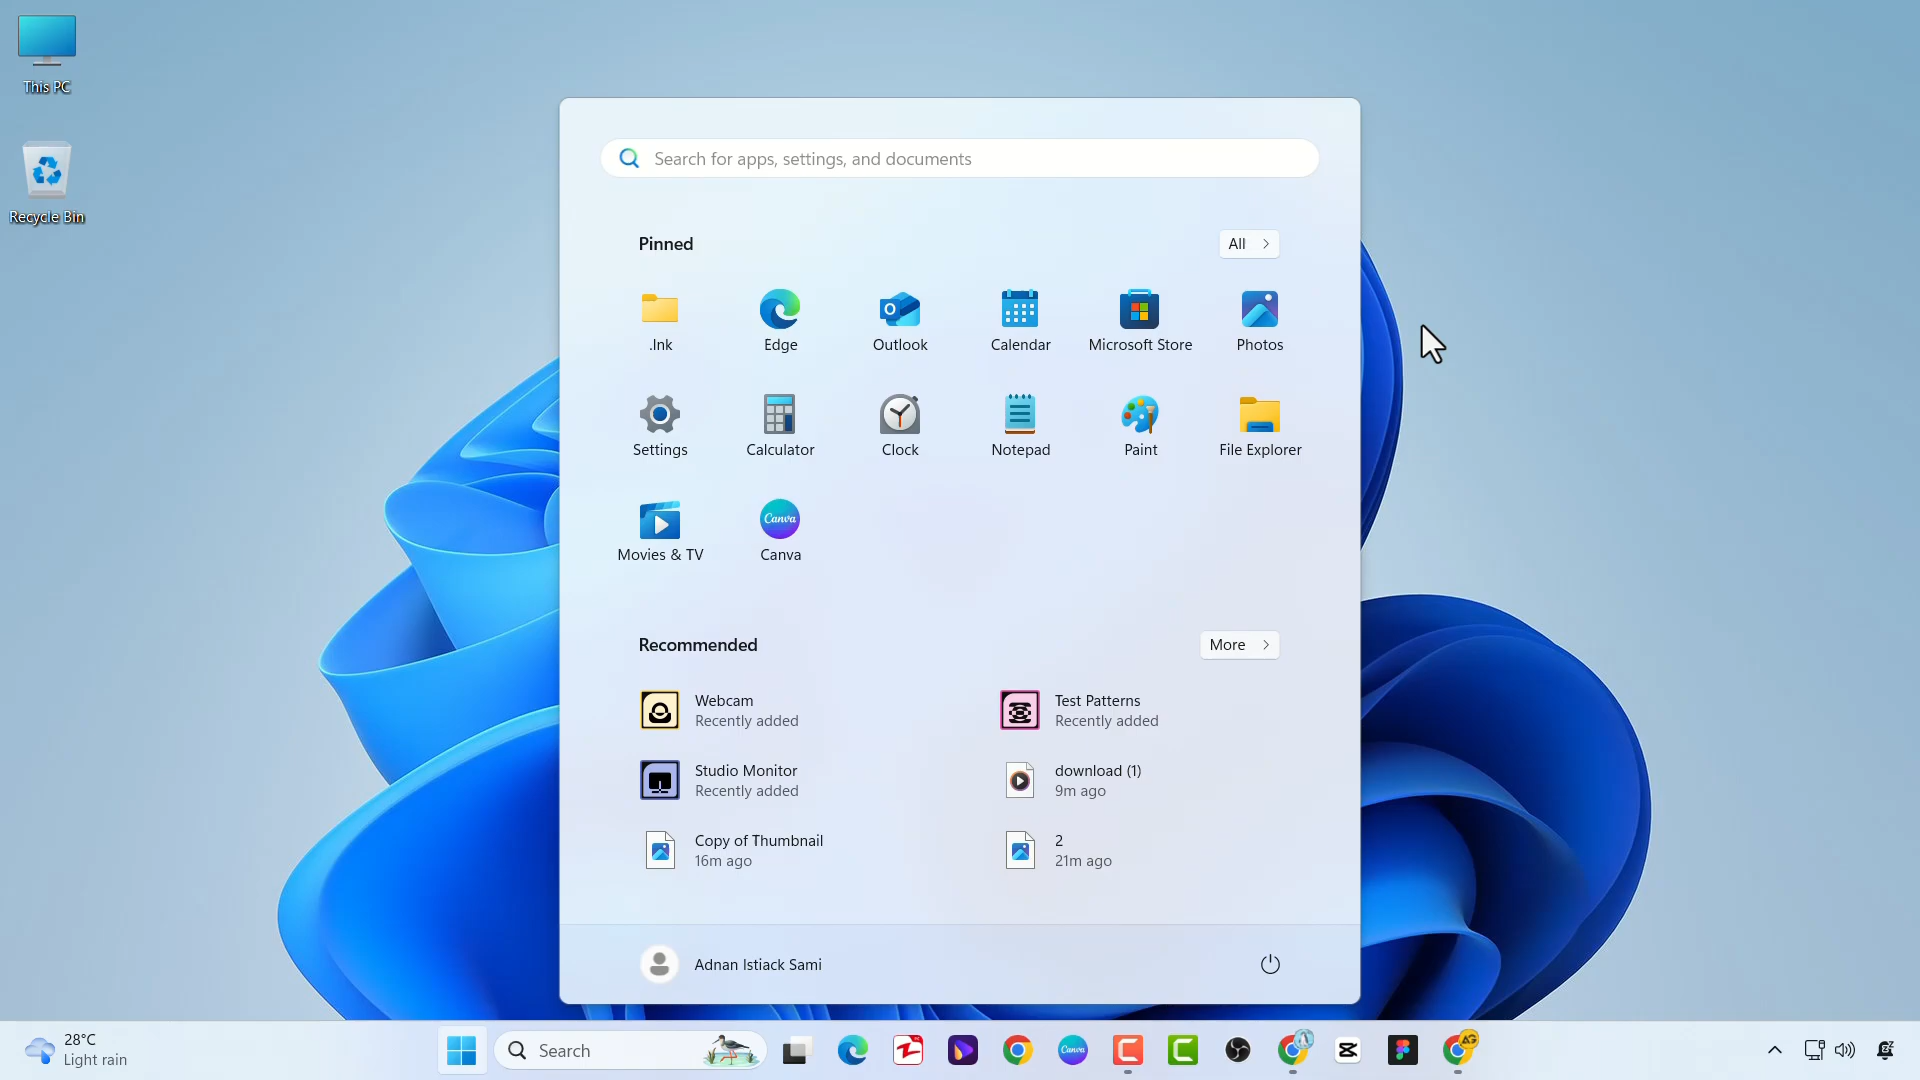 This PC
Recycle Bin
Search for apps, settings, and documents
Pinned
All
.lnk
Edge
Outlook
Calendar
Microsoft Store
Photos
Settings
Calculator
Clock
Notepad
Paint
File Explorer
Canva
Movies & TV
Canva
Recommended
More
Webcam
Recently added
Test Patterns
Recently added
Studio Monitor
Recently added
download (1)
9m ago
Copy of Thumbnail
16m ago
2
21m ago
Adnan Istiack Sami
28°C
Light rain
Search
Canva
AG